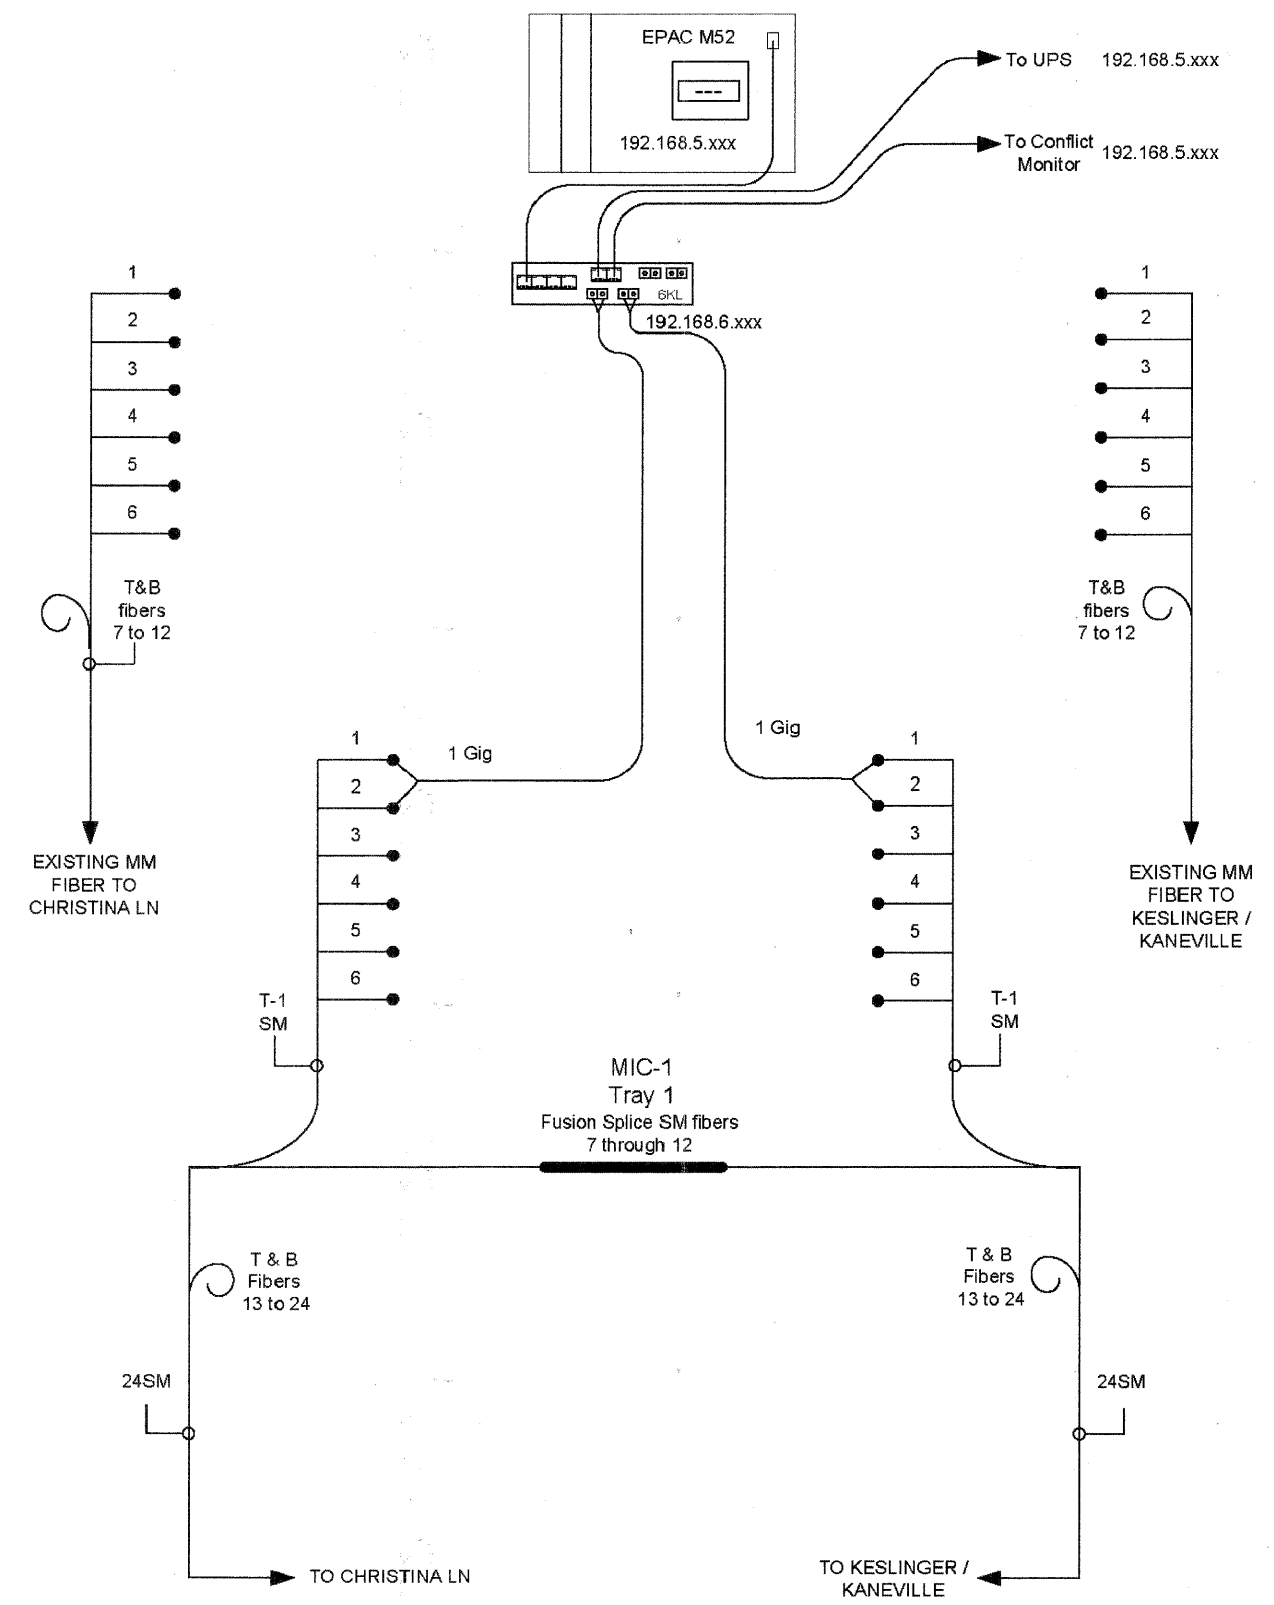 EPAC M52
---
192.168.5.xxx
To UPS 192.168.5.xxx
To Conflict
Monitor
192.168.5.xxx
6KL
192.168.6.xxx
1
2
3
4
5
6
T&B
fibers
7 to 12
EXISTING MM
FIBER TO
CHRISTINA LN
1
2
3
4
5
6
T&B
fibers
7 to 12
EXISTING MM
FIBER TO
KESLINGER /
KANEVILLE
1 Gig
1
2
3
4
5
6
T-1
SM
1 Gig
1
2
3
4
5
6
T-1
SM
MIC-1
Tray 1
Fusion Splice SM fibers
7 through 12
T & B
Fibers
13 to 24
24SM
TO CHRISTINA LN
T & B
Fibers
13 to 24
24SM
TO KESLINGER /
KANEVILLE